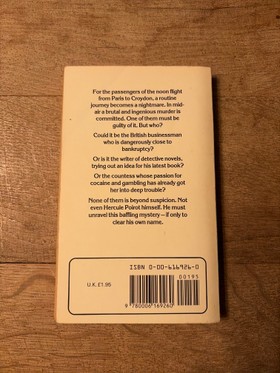 For the passengers of the noon flight
from Paris to Croydon, a routine
journey becomes a nightmare. In mid-
air a brutal and ingenious murder is
committed. One of them must be
guilty of it. But who?
Could it be the British businessman
who is dangerously close to
bankruptcy?
Or is it the writer of detective novels,
trying out an idea for his latest book?
Or the countess whose passion for
cocaine and gambling has already got
her into deep trouble?
None of them is beyond suspicion. Not
even Hercule Poirot himself. He must
unravel this baffling mystery – if only to
clear his own name.
ISBN 0-00-616926-0
00195
U.K. £1.95
9 780006 169260